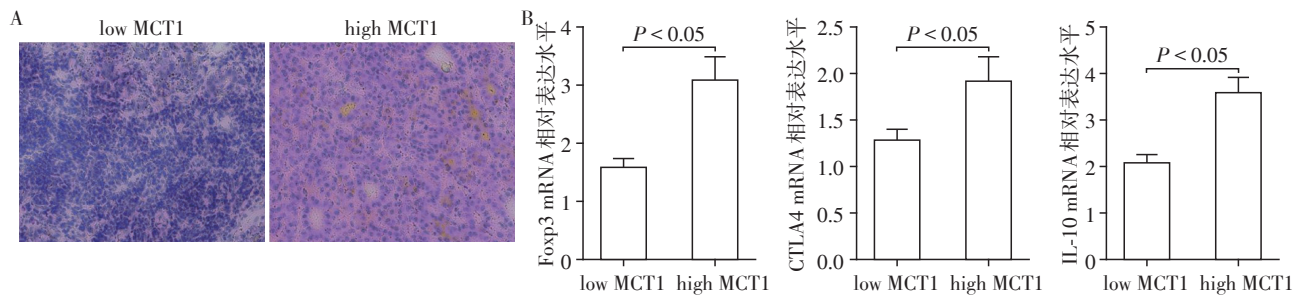 A
low MCT1
high MCT1
B
Foxp3 mRNA 相对表达水平
4
3
2
1
0
P < 0.05
low MCT1
high MCT1
CTLA4 mRNA 相对表达水平
2.5
2.0
1.5
1.0
0.5
0.0
P < 0.05
low MCT1
high MCT1
IL-10 mRNA 相对表达水平
5
4
3
2
1
0
P < 0.05
low MCT1
high MCT1